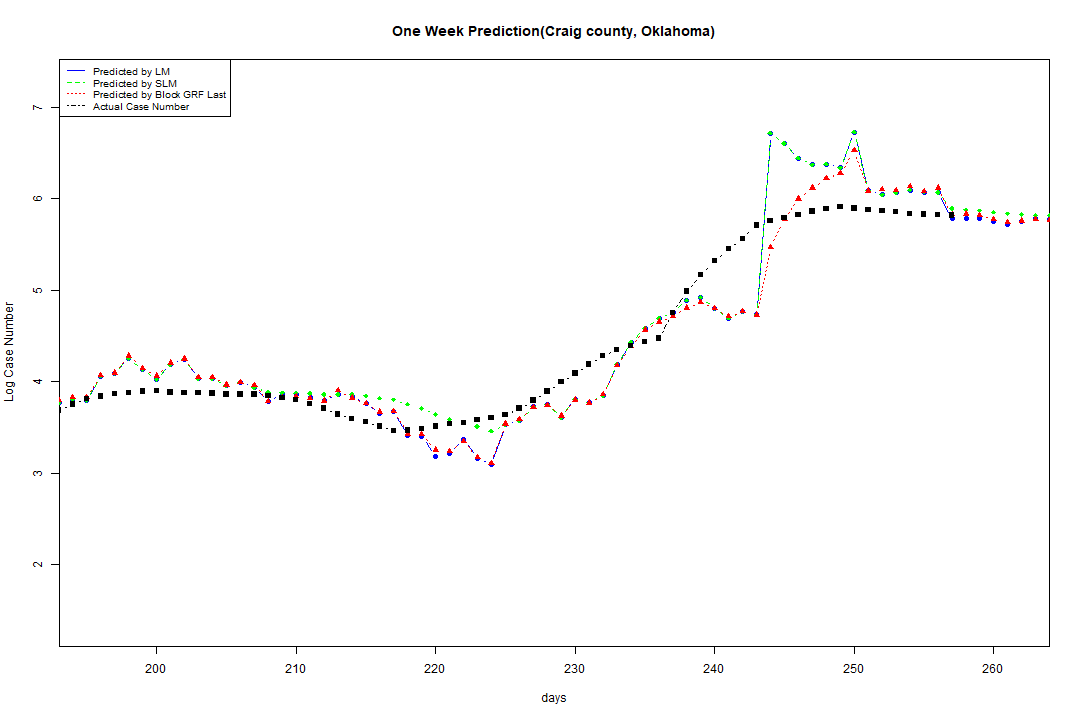 One Week Prediction(Craig county, Oklahoma)
Predicted by LM
Predicted by SLM
Predicted by Block GRF Last
Actual Case Number
7
6
5
4
3
2
Log Case Number
200 210 220 230 240 250 260
days